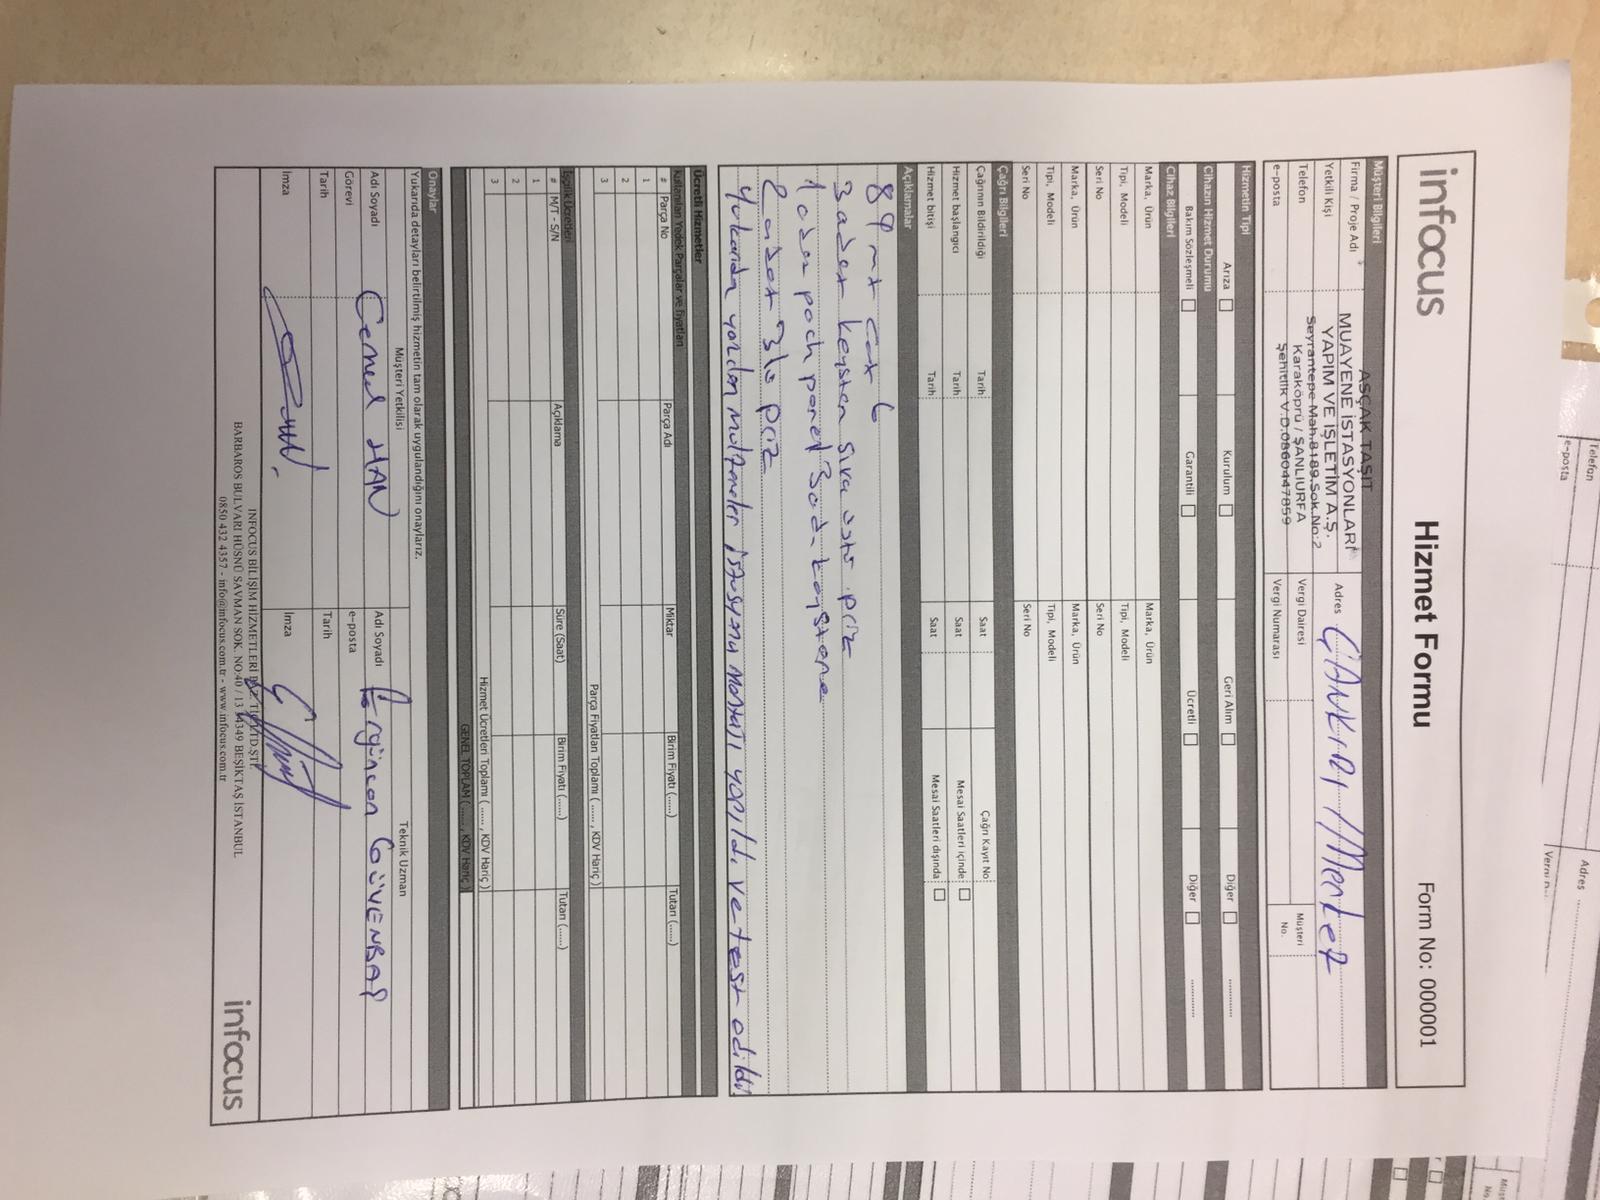 infocus
Hizmet Formu
Form No: 000001
Müşteri Bilgileri
Firma / Proje Adı
ASÇAK TAŞIT
MUAYENE İSTASYONLARI
YAPIM VE İŞLETİM A.Ş.
Seyrantepe Mah.8189.Sok.No:2
Karaköprü / ŞANLIURFA
Şehitlik V.D.0860447859
Adres ÇANKIRI / Merkez
Yetkili Kişi
Vergi Dairesi
Müşteri No.
Telefon
Vergi Numarası
e-posta
Hizmetin Tipi
Arıza Kurulum Geri Alım Diğer ............
Cihazın Hizmet Durumu
Bakım Sözleşmeli Garantili Ücretli Diğer ............
Cihaz Bilgileri
Marka, Ürün Marka, Ürün
Tipi, Modeli Tipi, Modeli
Seri No Seri No
Marka, Ürün Marka, Ürün
Tipi, Modeli Tipi, Modeli
Seri No Seri No
Çağrı Bilgileri
Çağrının Bildirildiği Tarih Saat Çağrı Kayıt No
Hizmet başlangıcı Tarih Saat Mesai Saatleri içinde
Hizmet bitişi Tarih Saat Mesai Saatleri dışında
Açıklamalar
89 mt cat 6
3 adet keysten sıva üstü priz
1 adet pach panel 3 ad. keystone
2 adet 3lü priz
Yukarıda yazılan malzemeler istasyona montajı yapıldı ve test edildi
Ücretli Hizmetler
Kullanılan Yedek Parçalar ve fiyatları
# Parça No Parça Adı Miktar Birim Fiyatı (......) Tutarı (......)
1
2
3
Parça Fiyatları Toplamı ( ...... , KDV Hariç )
İşçilik Ücretleri
# M/T - S/N Açıklama Süre (Saat) Birim Fiyatı (......) Tutarı (......)
1
2
3
Hizmet Ücretleri Toplamı ( ...... , KDV Hariç )
GENEL TOPLAM ( ...... , KDV Hariç )
Onaylar
Yukarıda detayları belirtilmiş hizmetin tam olarak uygulandığını onaylarız.
Müşteri Yetkilisi Teknik Uzman
Adı Soyadı Cemal HAN Adı Soyadı Ergincan GÜVENBAŞ
Görevi e-posta
Tarih Tarih
İmza İmza
INFOCUS BİLİŞİM HİZMETLERİ PAZ. TİC. LTD.ŞTİ.
BARBAROS BULVARI HÜSNÜ SAVMAN SOK. NO:40 / 13 34349 BEŞİKTAŞ İSTANBUL
0850 432 4357 - info@infocus.com.tr - www.infocus.com.tr
infocus
Telefon
e-posta
Adres